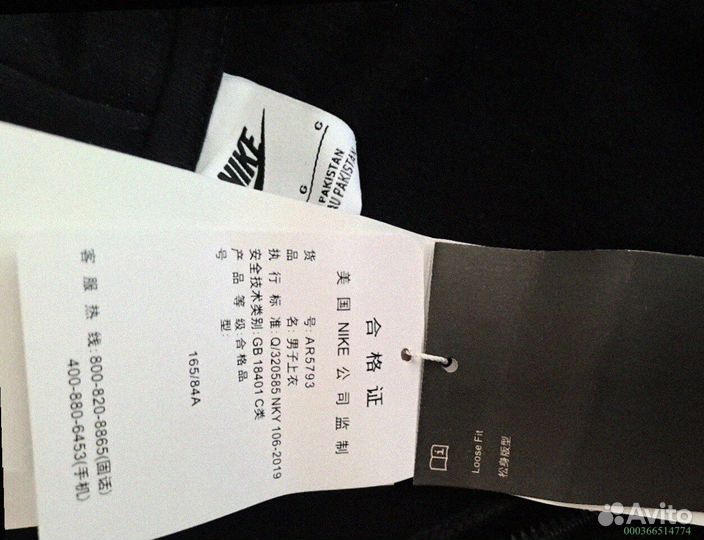 NIKE
G
G
PAKISTAN
AU PAKISTAN
合格证
美国 NIKE 公司监制
货 号: AR5793
品 名: 男子上衣
执行标准: Q/320585 NKY 106-2019
安全技术类别: GB 18401 C类
产品等级: 合格品
号 型:
165/84A
客服热线: 800-820-8865(固话)
400-880-6453(手机)
i
Loose Fit
松身版型
Avito
000366514774